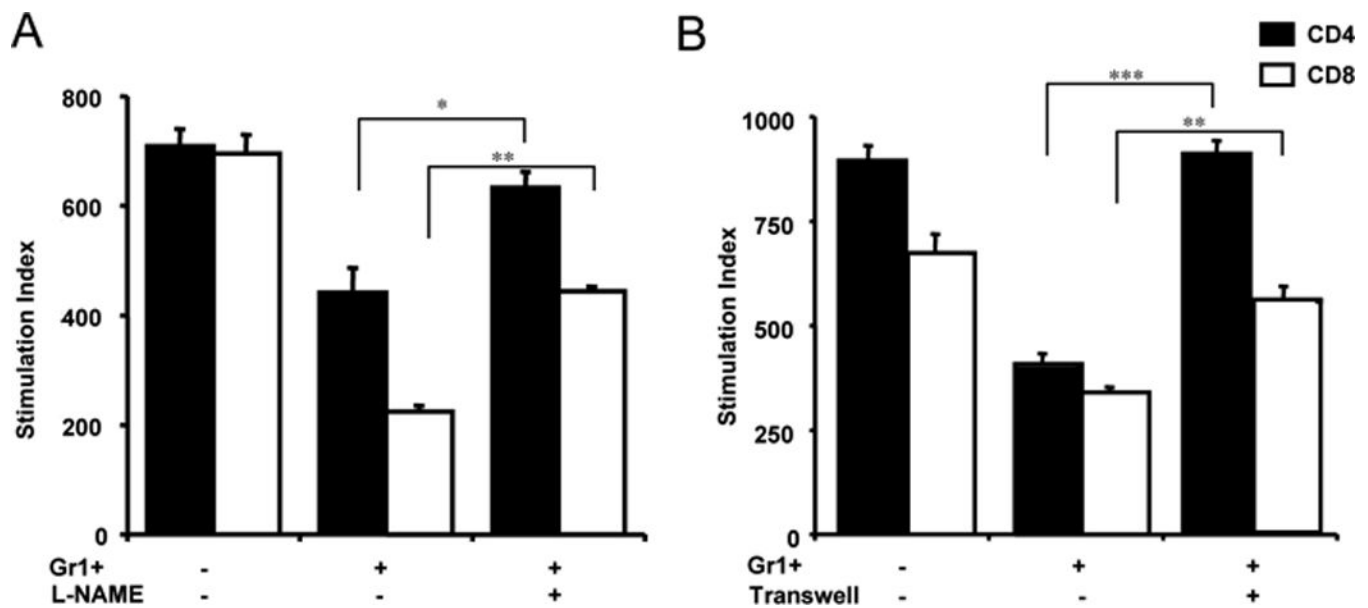 A
Stimulation Index
800
600
400
200
0
*
**
Gr1+ - + +
L-NAME - - +
B
CD4
CD8
Stimulation Index
1000
750
500
250
0
***
**
Gr1+ - + +
Transwell - - +